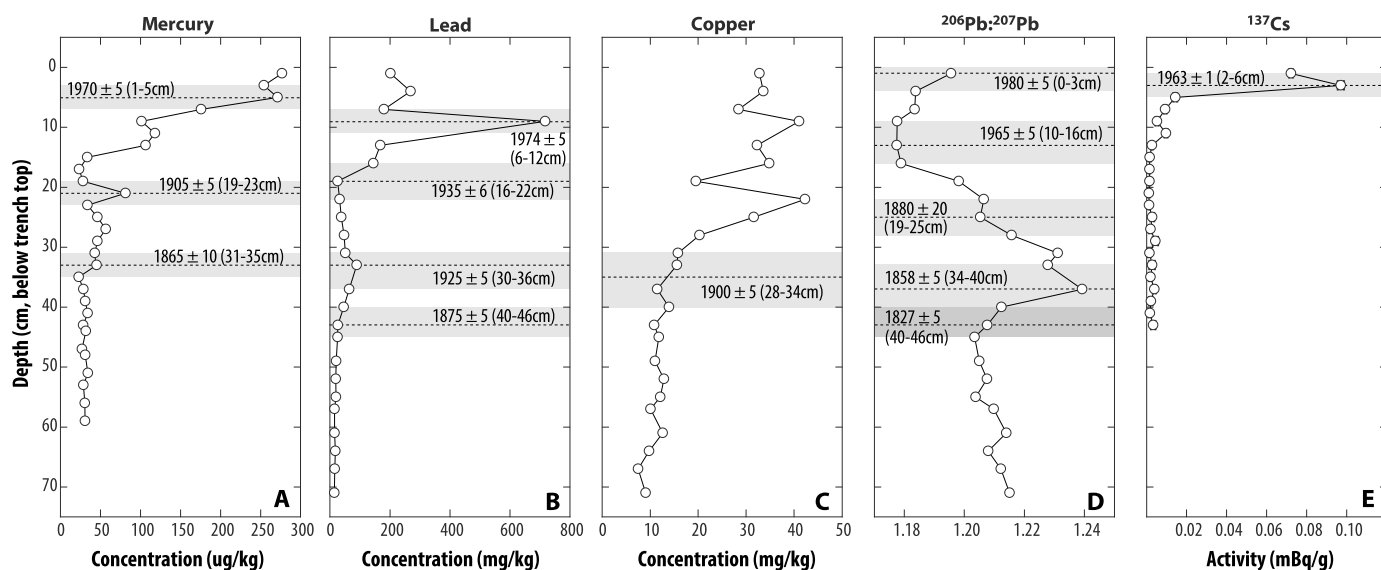 Mercury
Lead
Copper
²⁰⁶Pb:²⁰⁷Pb
¹³⁷Cs
Depth (cm, below trench top)
0
10
20
30
40
50
60
70
1970 ± 5 (1-5cm)
1905 ± 5 (19-23cm)
1865 ± 10 (31-35cm)
A
0
50
100
150
200
250
300
Concentration (ug/kg)
1974 ± 5
(6-12cm)
1935 ± 6 (16-22cm)
1925 ± 5 (30-36cm)
1875 ± 5 (40-46cm)
B
0
200
400
600
800
Concentration (mg/kg)
1900 ± 5 (28-34cm)
C
0
10
20
30
40
50
Concentration (mg/kg)
1980 ± 5 (0-3cm)
1965 ± 5 (10-16cm)
1880 ± 20
(19-25cm)
1858 ± 5 (34-40cm)
1827 ± 5
(40-46cm)
D
1.18
1.20
1.22
1.24
1963 ± 1 (2-6cm)
E
0.02
0.06
0.10
Activity (mBq/g)